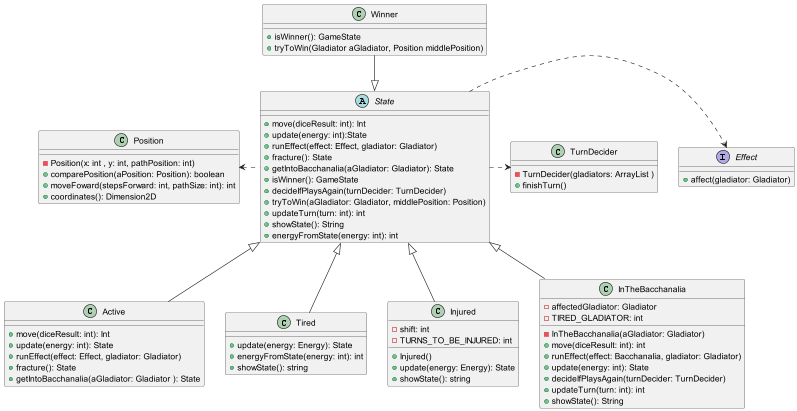 C Winner
isWinner(): GameState
tryToWin(Gladiator aGladiator, Position middlePosition)
A State
move(diceResult: int): Int
update(energy: int):State
runEffect(effect: Effect, gladiator: Gladiator)
fracture(): State
getIntoBacchanalia(aGladiator: Gladiator): State
isWinner(): GameState
decideIfPlaysAgain(turnDecider: TurnDecider)
tryToWin(aGladiator: Gladiator, middlePosition: Position)
updateTurn(turn: int): int
showState(): String
energyFromState(energy: int): int
C Position
Position(x: int , y: int, pathPosition: int)
comparePosition(aPosition: Position): boolean
moveFoward(stepsForward: int, pathSize: int): int
coordinates(): Dimension2D
C TurnDecider
TurnDecider(gladiators: ArrayList )
finishTurn()
I Effect
affect(gladiator: Gladiator)
C Active
move(diceResult: int): Int
update(energy: int): State
runEffect(effect: Effect, gladiator: Gladiator)
fracture(): State
getIntoBacchanalia(aGladiator: Gladiator ): State
C Tired
update(energy: Energy): State
energyFromState(energy: int): int
showState(): string
C Injured
shift: int
TURNS_TO_BE_INJURED: int
Injured()
update(energy: Energy): State
showState(): string
C InTheBacchanalia
affectedGladiator: Gladiator
TIRED_GLADIATOR: int
InTheBacchanalia(aGladiator: Gladiator)
move(diceResult: int): int
runEffect(effect: Bacchanalia, gladiator: Gladiator)
update(energy: int): State
decideIfPlaysAgain(turnDecider: TurnDecider)
updateTurn(turn: int): int
showState(): String